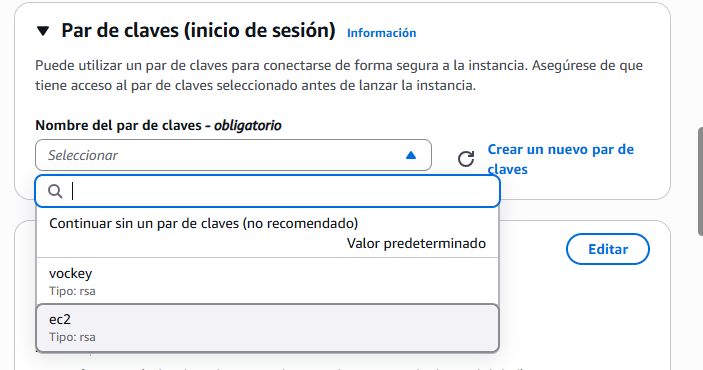 Par de claves (inicio de sesión) Información
Puede utilizar un par de claves para conectarse de forma segura a la instancia. Asegúrese de que
tiene acceso al par de claves seleccionado antes de lanzar la instancia.
Nombre del par de claves - obligatorio
Seleccionar
Crear un nuevo par de
claves
Continuar sin un par de claves (no recomendado)
Valor predeterminado
Editar
vockey
Tipo: rsa
ec2
Tipo: rsa